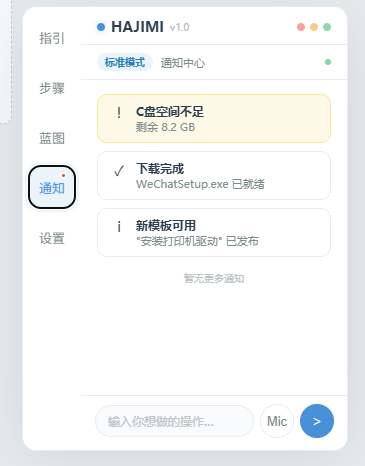 指引
步骤
蓝图
通知
设置
HAJIMI v1.0
标准模式 通知中心
! C盘空间不足
剩余 8.2 GB
✓ 下载完成
WeChatSetup.exe 已就绪
i 新模板可用
"安装打印机驱动" 已发布
暂无更多通知
输入你想做的操作... Mic >